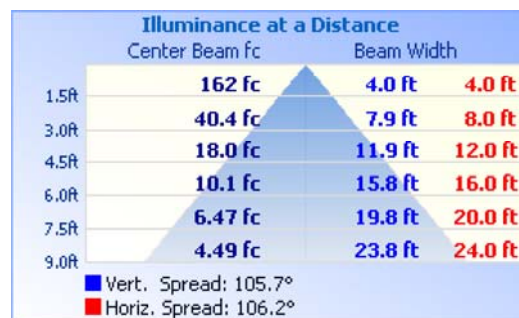 Illuminance at a Distance
Center Beam fc Beam Width
1.5ft 162 fc 4.0 ft 4.0 ft
3.0ft 40.4 fc 7.9 ft 8.0 ft
4.5ft 18.0 fc 11.9 ft 12.0 ft
6.0ft 10.1 fc 15.8 ft 16.0 ft
7.5ft 6.47 fc 19.8 ft 20.0 ft
9.0ft 4.49 fc 23.8 ft 24.0 ft
Vert. Spread: 105.7°
Horiz. Spread: 106.2°